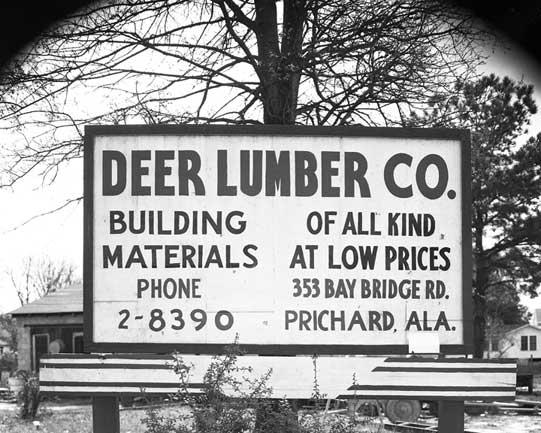 DEER LUMBER CO.
BUILDING
MATERIALS
PHONE
2-8390
OF ALL KIND
AT LOW PRICES
353 BAY BRIDGE RD.
PRICHARD, ALA.